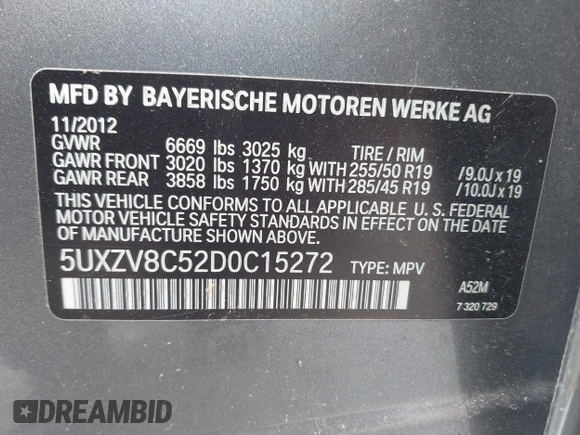 MFD BY BAYERISCHE MOTOREN WERKE AG
11/2012
GVWR 6669 lbs 3025 kg TIRE / RIM
GAWR FRONT 3020 lbs 1370 kg WITH 255/50 R19 /9.0J x 19
GAWR REAR 3858 lbs 1750 kg WITH 285/45 R19 /10.0J x 19
THIS VEHICLE CONFORMS TO ALL APPLICABLE U. S. FEDERAL
MOTOR VEHICLE SAFETY STANDARDS IN EFFECT ON THE DATE
OF MANUFACTURE SHOWN ABOVE.
5UXZV8C52D0C15272 TYPE: MPV
A52M
7 320 729
DREAMBID